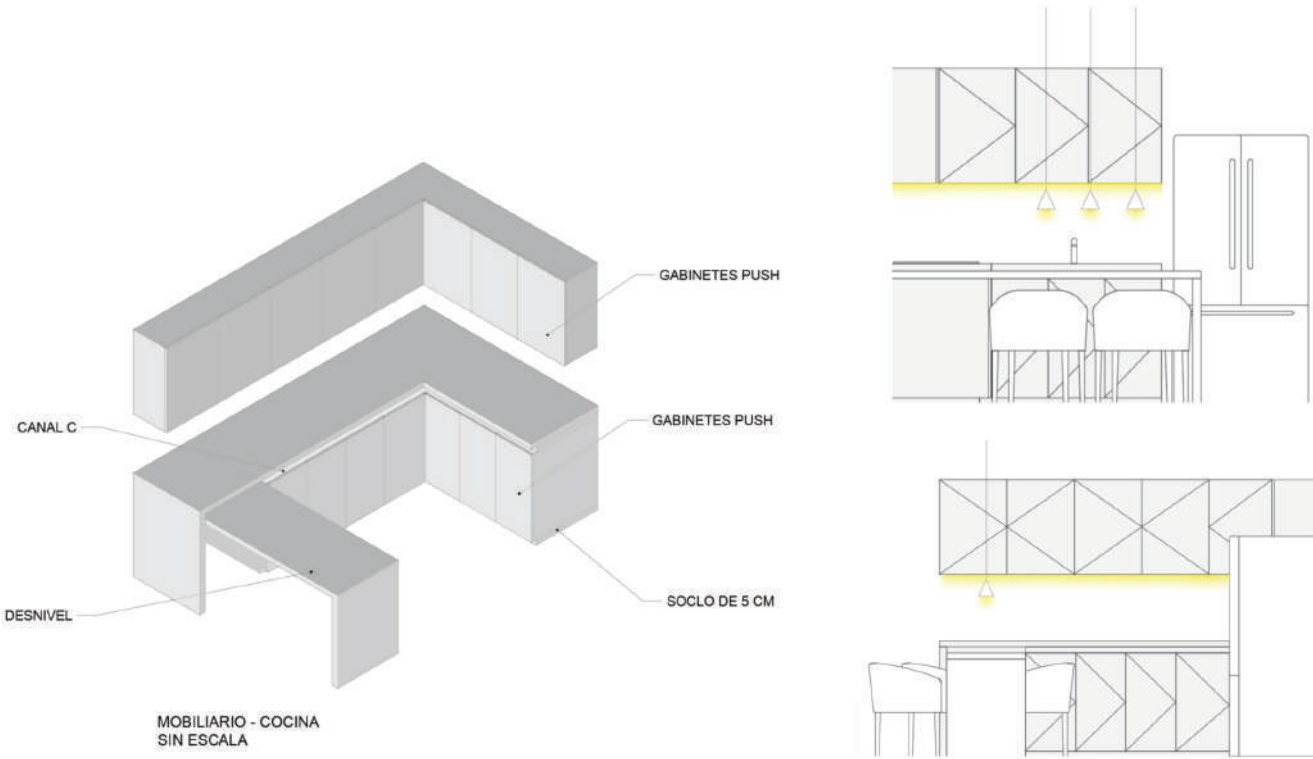 GABINETES PUSH
CANAL C
GABINETES PUSH
DESNIVEL
SOCLO DE 5 CM
MOBILIARIO - COCINA
SIN ESCALA